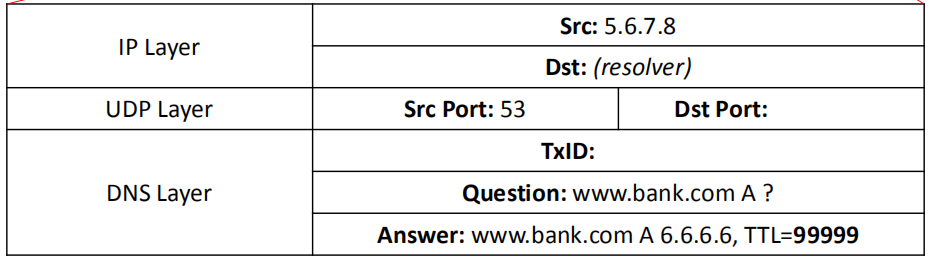 IP Layer
Src: 5.6.7.8
Dst: (resolver)
UDP Layer
Src Port: 53
Dst Port:
DNS Layer
TxID:
Question: www.bank.com A ?
Answer: www.bank.com A 6.6.6.6, TTL=99999